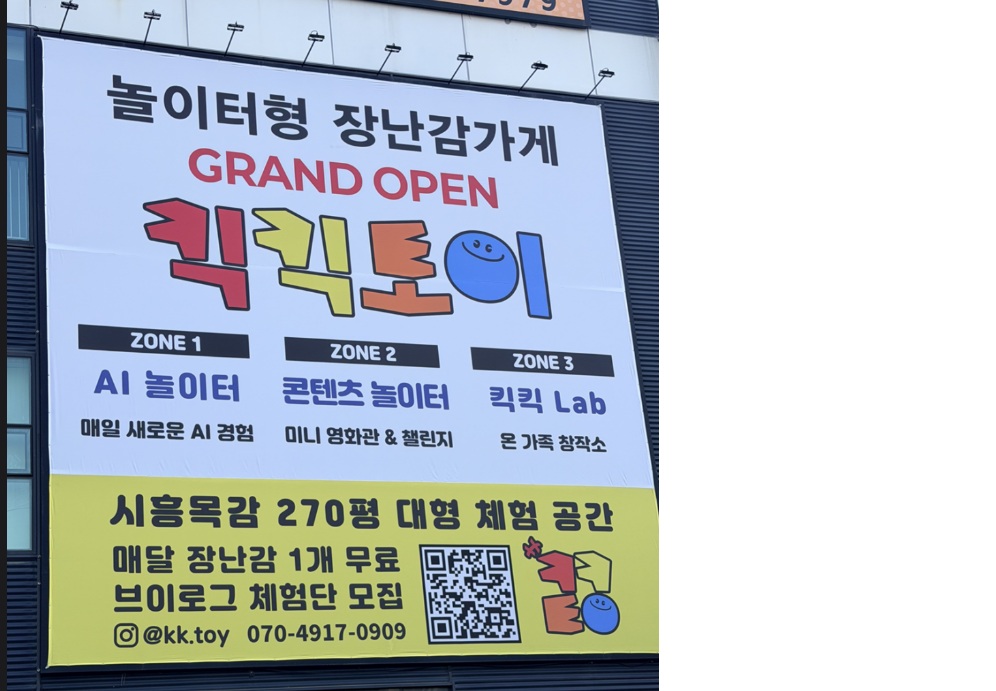 놀이터형 장난감가게
GRAND OPEN
킥킥토이
ZONE 1
AI 놀이터
매일 새로운 AI 경험
ZONE 2
콘텐츠 놀이터
미니 영화관 & 챌린지
ZONE 3
킥킥 Lab
온 가족 창작소
시흥목감 270평 대형 체험 공간
매달 장난감 1개 무료
브이로그 체험단 모집
@kk.toy 070-4917-0909